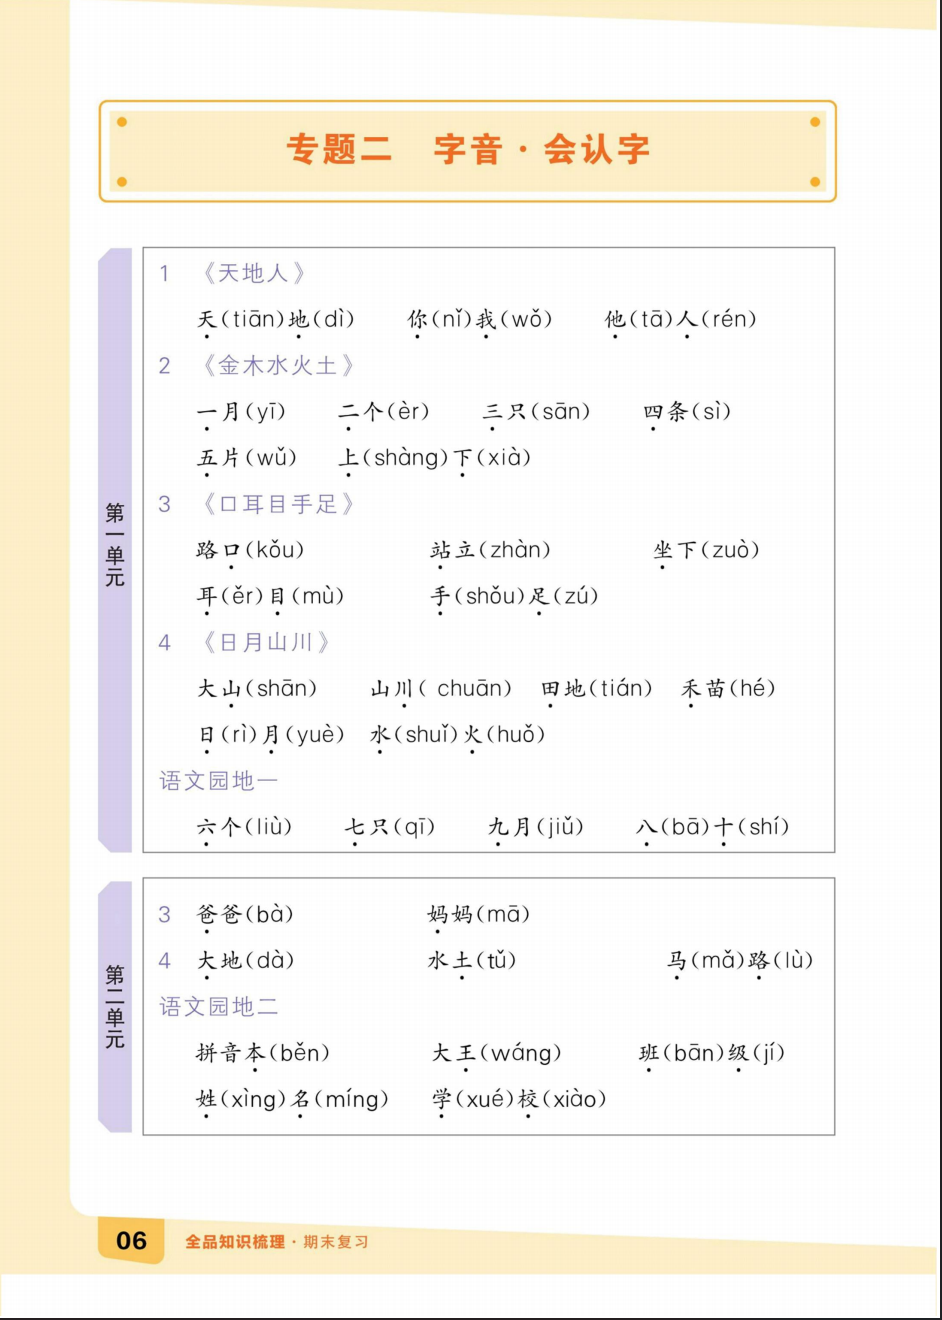 专题二 字音·会认字
第一单元
1 《天地人》
天(tiān)地(dì) 你(nǐ)我(wǒ) 他(tā)人(rén)
2 《金木水火土》
一月(yī) 二个(èr) 三只(sān) 四条(sì)
五片(wǔ) 上(shàng)下(xià)
3 《口耳目手足》
路口(kǒu) 站立(zhàn) 坐下(zuò)
耳(ěr)目(mù) 手(shǒu)足(zú)
4 《日月山川》
大山(shān) 山川( chuān) 田地(tián) 禾苗(hé)
日(rì)月(yuè) 水(shuǐ)火(huǒ)
语文园地一
六个(liù) 七只(qī) 九月(jiǔ) 八(bā)十(shí)
第二单元
3 爸爸(bà) 妈妈(mā)
4 大地(dà) 水土(tǔ) 马(mǎ)路(lù)
语文园地二
拼音本(běn) 大王(wáng) 班(bān)级(jí)
姓(xìng)名(míng) 学(xué)校(xiào)
06 全品知识梳理·期末复习